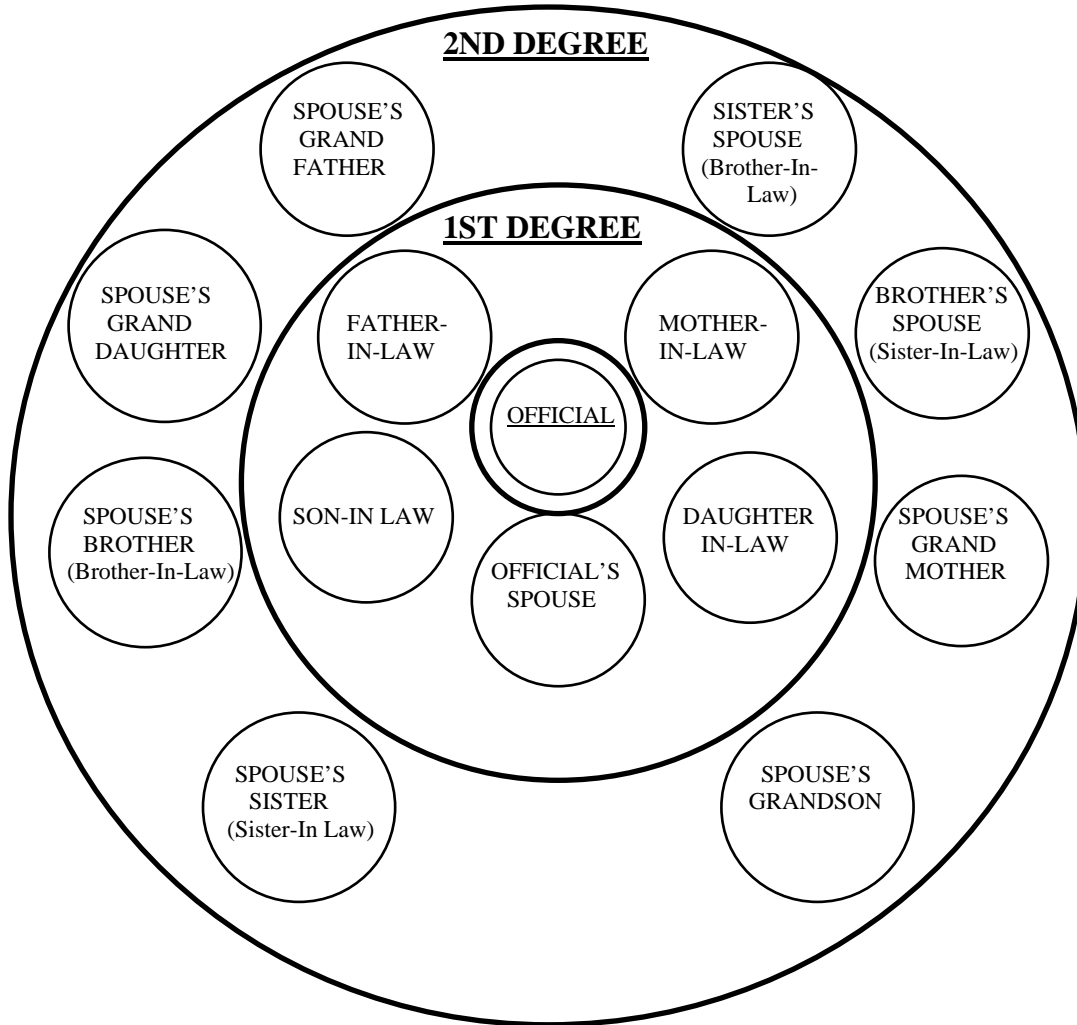 2ND DEGREE
SPOUSE’S
GRAND
FATHER
SISTER’S
SPOUSE
(Brother-In-
Law)
1ST DEGREE
SPOUSE’S
GRAND
DAUGHTER
FATHER-
IN-LAW
MOTHER-
IN-LAW
BROTHER’S
SPOUSE
(Sister-In-Law)
OFFICIAL
SPOUSE’S
BROTHER
(Brother-In-Law)
SON-IN LAW
OFFICIAL’S
SPOUSE
DAUGHTER
IN-LAW
SPOUSE’S
GRAND
MOTHER
SPOUSE’S
SISTER
(Sister-In Law)
SPOUSE’S
GRANDSON